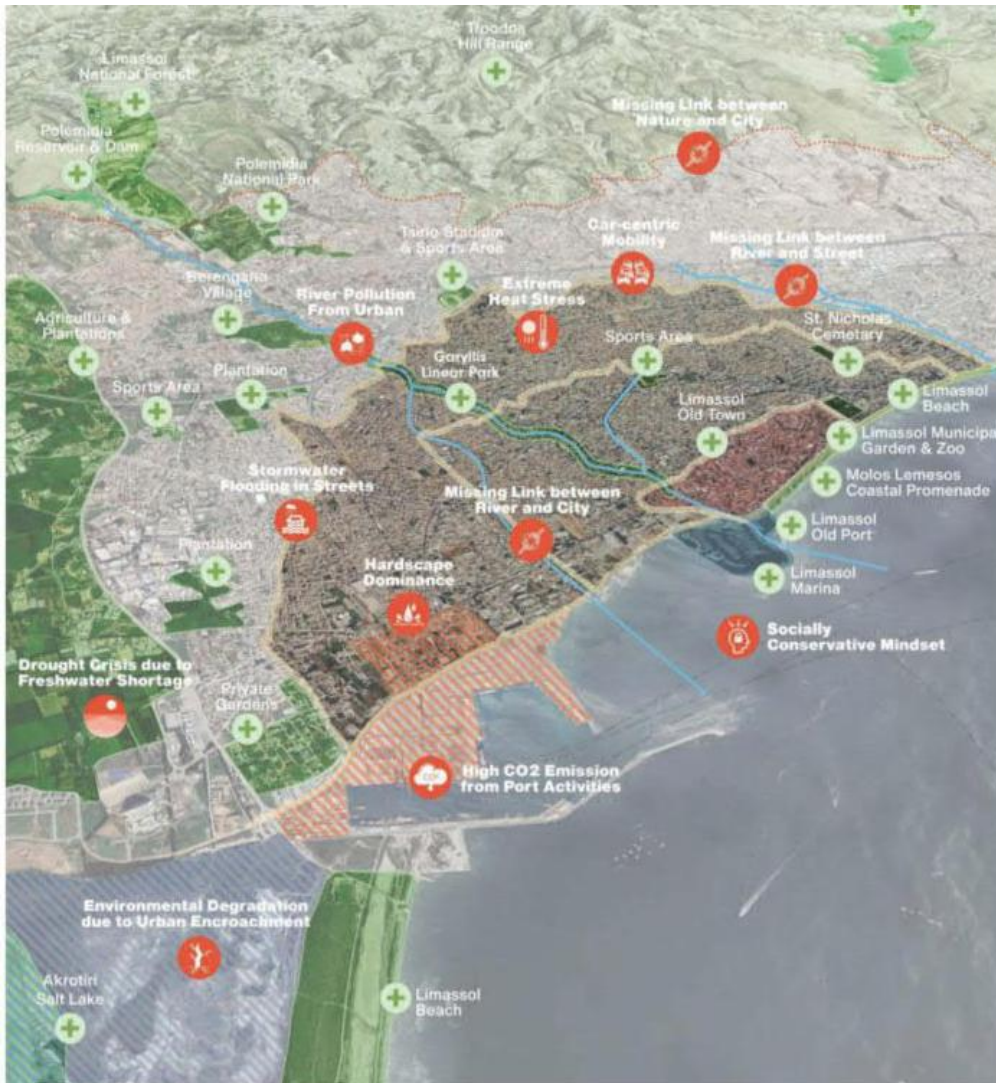 Troodos
Hill Range
Limassol
National Forest
Missing Link between
Nature and City
Polemidia
Reservoir & Dam
Polemidia
National Park
Tsirio Stadidm
& Sports Area
Car-centric
Mobility
Missing Link between
River and Street
Berengaria
Village
River Pollution
From Urban
Extreme
Heat Stress
Agriculture &
Plantations
St. Nicholas
Cemetary
Sports Area
Garyllis
Linear Park
Sports Area
Plantation
Limassol
Beach
Limassol
Old Town
Limassol Municipa
Garden & Zoo
Stormwater
Flooding in Streets
Missing Link between
River and City
Molos Lemesos
Coastal Promenade
Limassol
Old Port
Plantation
Hardscape
Dominance
Limassol
Marina
Socially
Conservative Mindset
Drought Crisis due to
Freshwater Shortage
Private
Gardens
High CO2 Emission
from Port Activities
Environmental Degradation
due to Urban Encroachment
Akrotiri
Salt Lake
Limassol
Beach